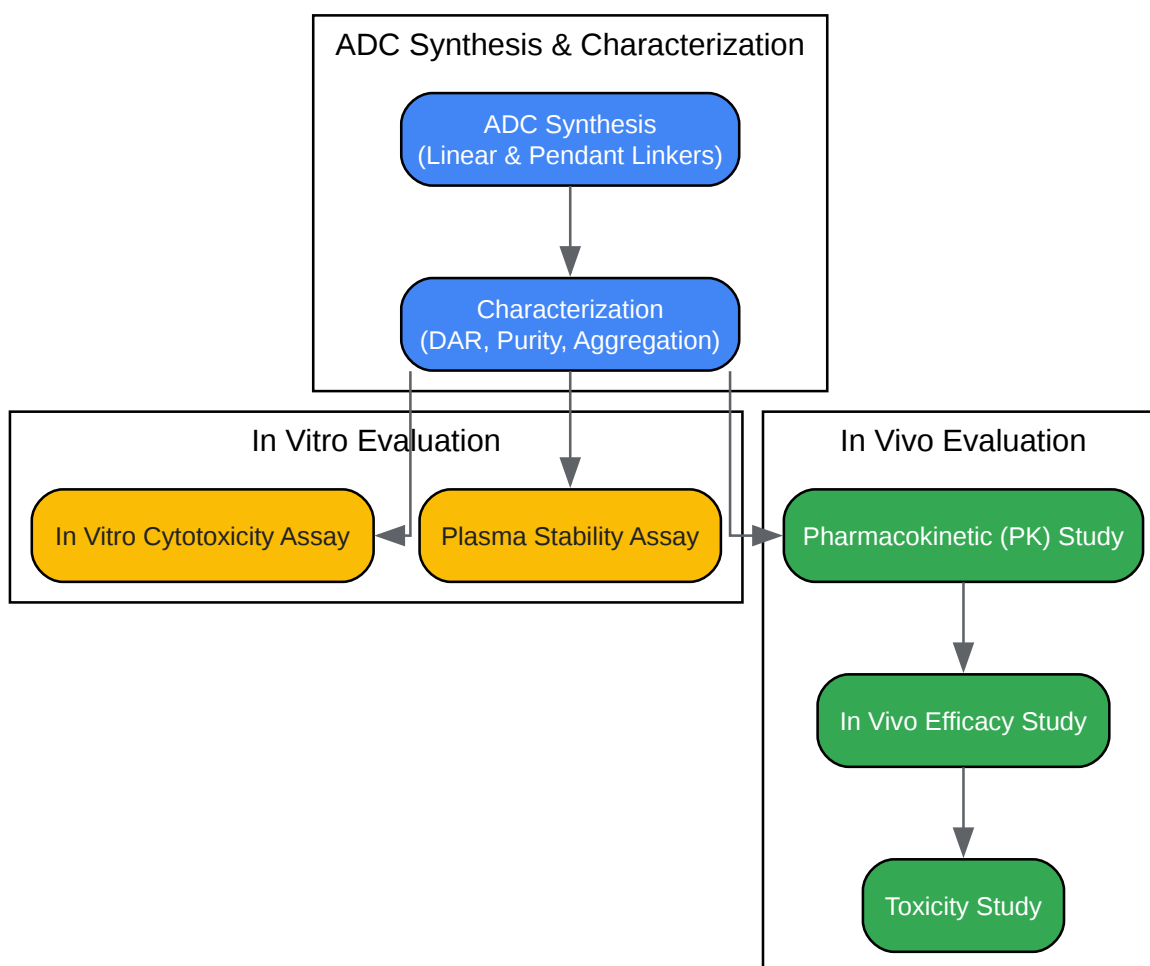 ADC Synthesis & Characterization
ADC Synthesis
(Linear & Pendant Linkers)
Characterization
(DAR, Purity, Aggregation)
In Vitro Evaluation
In Vitro Cytotoxicity Assay
Plasma Stability Assay
In Vivo Evaluation
Pharmacokinetic (PK) Study
In Vivo Efficacy Study
Toxicity Study